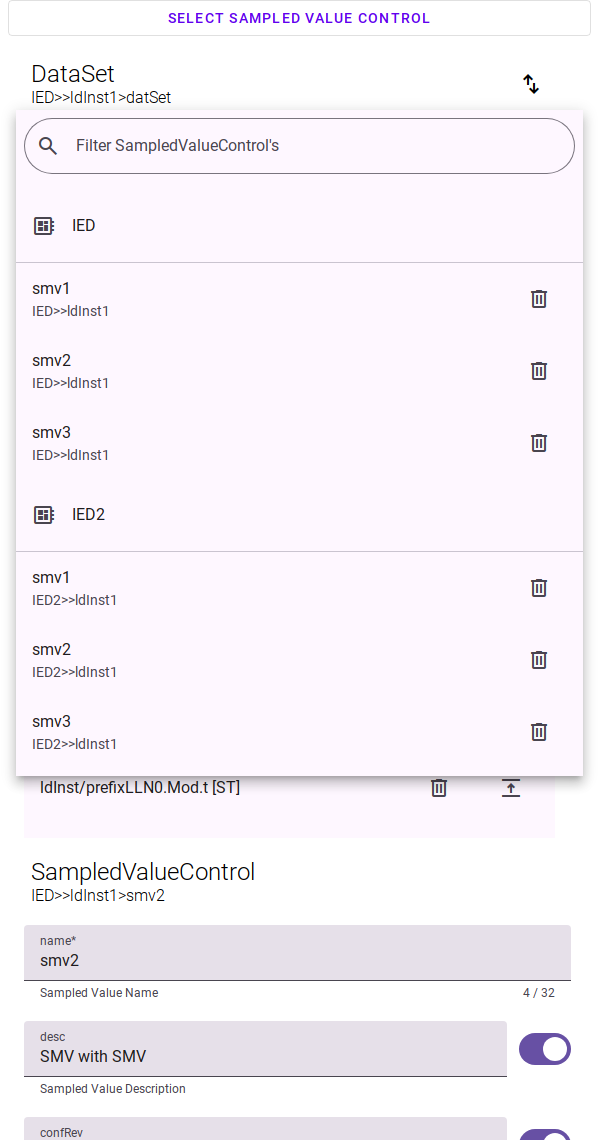 SELECT SAMPLED VALUE CONTROL
DataSet
IED>>ldInst1>datSet
Filter SampledValueControl's
IED
smv1
IED>>ldInst1
smv2
IED>>ldInst1
smv3
IED>>ldInst1
IED2
smv1
IED2>>ldInst1
smv2
IED2>>ldInst1
smv3
IED2>>ldInst1
ldInst/prefixLLN0.Mod.t [ST]
SampledValueControl
IED>>ldInst1>smv2
name*
smv2
Sampled Value Name 4 / 32
desc
SMV with SMV
Sampled Value Description
confRev